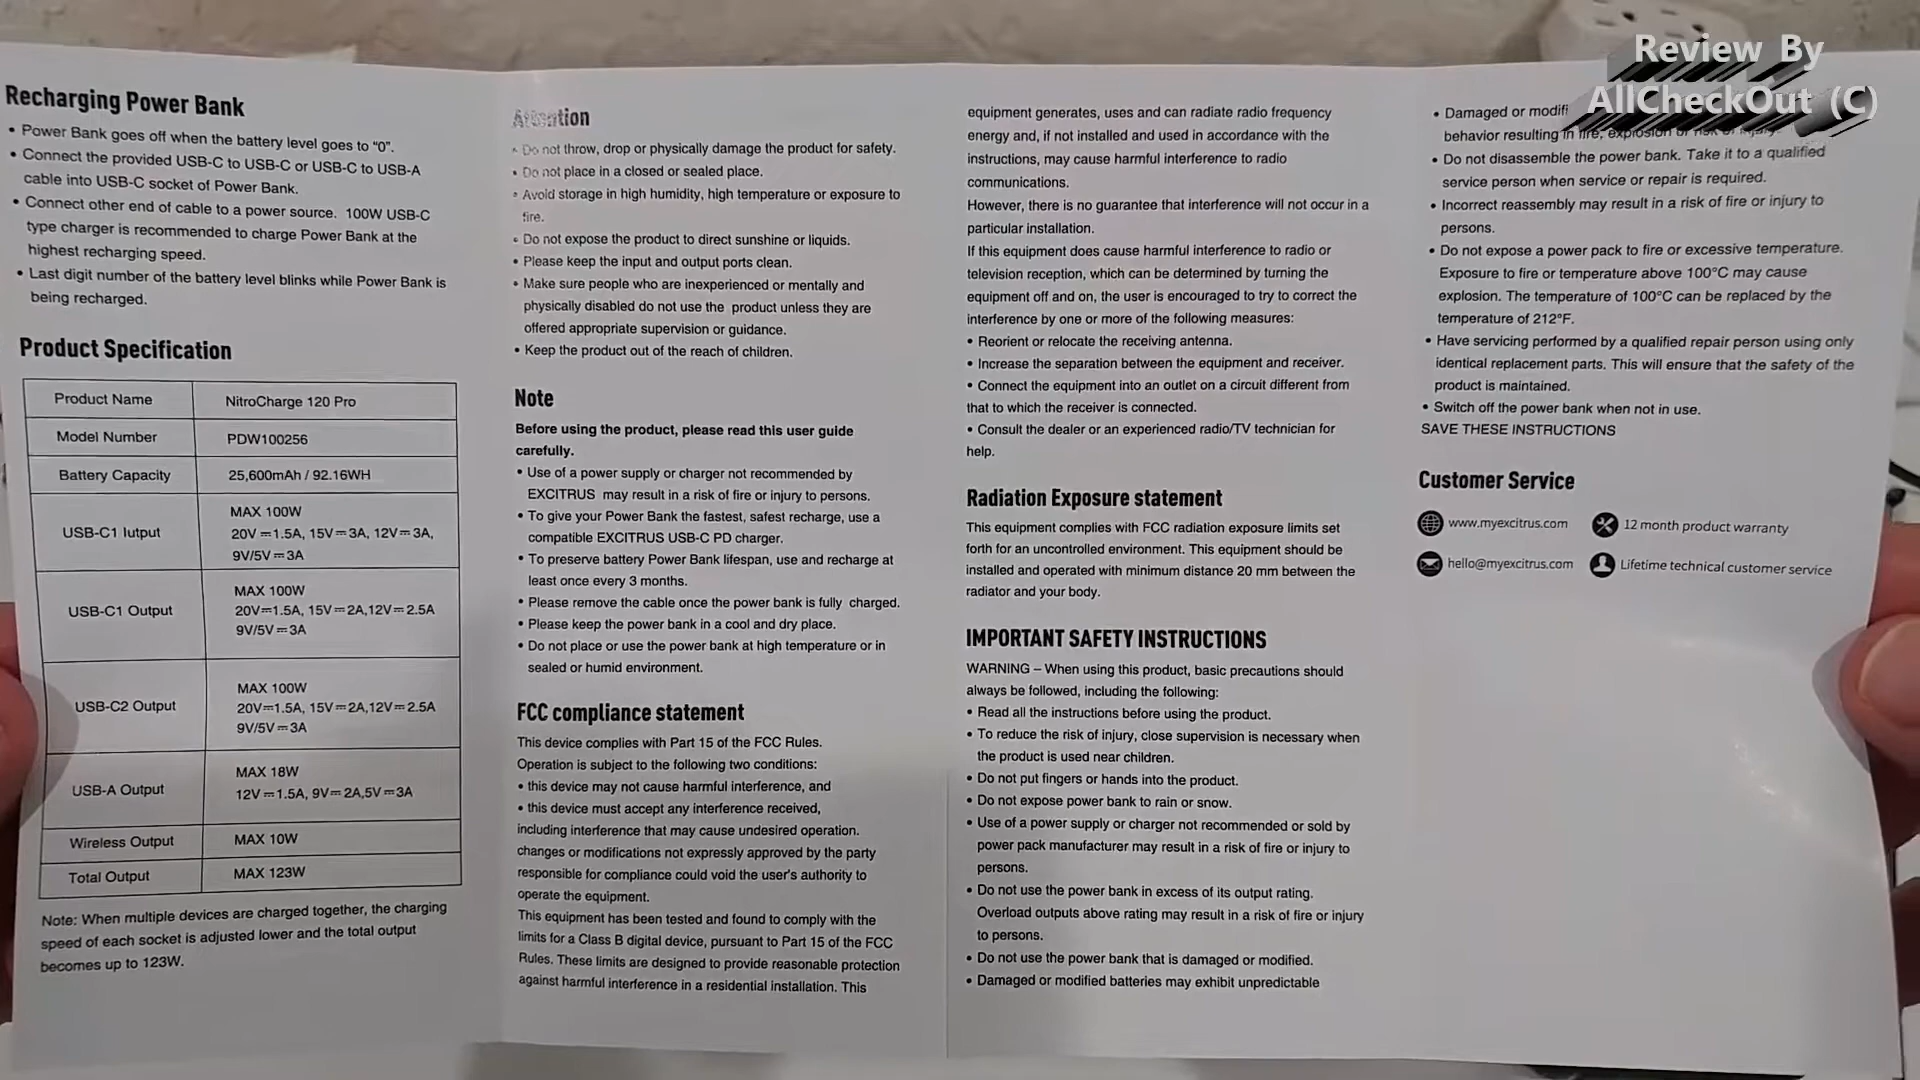 Review By
AllCheckOut (C)
Recharging Power Bank
• Power Bank goes off when the battery level goes to "0".
• Connect the provided USB-C to USB-C or USB-C to USB-A
cable into USB-C socket of Power Bank.
• Connect other end of cable to a power source. 100W USB-C
type charger is recommended to charge Power Bank at the
highest recharging speed.
• Last digit number of the battery level blinks while Power Bank is
being recharged.
Product Specification
Product Name NitroCharge 120 Pro
Model Number PDW100256
Battery Capacity 25,600mAh / 92.16WH
USB-C1 Iutput
MAX 100W
20V⎓1.5A, 15V⎓3A, 12V⎓3A,
9V/5V⎓3A
USB-C1 Output
MAX 100W
20V⎓1.5A, 15V⎓2A,12V⎓2.5A
9V/5V⎓3A
USB-C2 Output
MAX 100W
20V⎓1.5A, 15V⎓2A,12V⎓2.5A
9V/5V⎓3A
USB-A Output
MAX 18W
12V⎓1.5A, 9V⎓2A,5V⎓3A
Wireless Output MAX 10W
Total Output MAX 123W
Note: When multiple devices are charged together, the charging
speed of each socket is adjusted lower and the total output
becomes up to 123W.
Attention
• Do not throw, drop or physically damage the product for safety.
• Do not place in a closed or sealed place.
• Avoid storage in high humidity, high temperature or exposure to
fire.
• Do not expose the product to direct sunshine or liquids.
• Please keep the input and output ports clean.
• Make sure people who are inexperienced or mentally and
physically disabled do not use the product unless they are
offered appropriate supervision or guidance.
• Keep the product out of the reach of children.
Note
Before using the product, please read this user guide
carefully.
• Use of a power supply or charger not recommended by
EXCITRUS may result in a risk of fire or injury to persons.
• To give your Power Bank the fastest, safest recharge, use a
compatible EXCITRUS USB-C PD charger.
• To preserve battery Power Bank lifespan, use and recharge at
least once every 3 months.
• Please remove the cable once the power bank is fully charged.
• Please keep the power bank in a cool and dry place.
• Do not place or use the power bank at high temperature or in
sealed or humid environment.
FCC compliance statement
This device complies with Part 15 of the FCC Rules.
Operation is subject to the following two conditions:
• this device may not cause harmful interference, and
• this device must accept any interference received,
including interference that may cause undesired operation.
changes or modifications not expressly approved by the party
responsible for compliance could void the user's authority to
operate the equipment.
This equipment has been tested and found to comply with the
limits for a Class B digital device, pursuant to Part 15 of the FCC
Rules. These limits are designed to provide reasonable protection
against harmful interference in a residential installation. This
equipment generates, uses and can radiate radio frequency
energy and, if not installed and used in accordance with the
instructions, may cause harmful interference to radio
communications.
However, there is no guarantee that interference will not occur in a
particular installation.
If this equipment does cause harmful interference to radio or
television reception, which can be determined by turning the
equipment off and on, the user is encouraged to try to correct the
interference by one or more of the following measures:
• Reorient or relocate the receiving antenna.
• Increase the separation between the equipment and receiver.
• Connect the equipment into an outlet on a circuit different from
that to which the receiver is connected.
• Consult the dealer or an experienced radio/TV technician for
help.
Radiation Exposure statement
This equipment complies with FCC radiation exposure limits set
forth for an uncontrolled environment. This equipment should be
installed and operated with minimum distance 20 mm between the
radiator and your body.
IMPORTANT SAFETY INSTRUCTIONS
WARNING – When using this product, basic precautions should
always be followed, including the following:
• Read all the instructions before using the product.
• To reduce the risk of injury, close supervision is necessary when
the product is used near children.
• Do not put fingers or hands into the product.
• Do not expose power bank to rain or snow.
• Use of a power supply or charger not recommended or sold by
power pack manufacturer may result in a risk of fire or injury to
persons.
• Do not use the power bank in excess of its output rating.
Overload outputs above rating may result in a risk of fire or injury
to persons.
• Do not use the power bank that is damaged or modified.
• Damaged or modified batteries may exhibit unpredictable
• Damaged or modifi
behavior resulting in fire, explosion or risk of injury.
• Do not disassemble the power bank. Take it to a qualified
service person when service or repair is required.
• Incorrect reassembly may result in a risk of fire or injury to
persons.
• Do not expose a power pack to fire or excessive temperature.
Exposure to fire or temperature above 100°C may cause
explosion. The temperature of 100°C can be replaced by the
temperature of 212°F.
• Have servicing performed by a qualified repair person using only
identical replacement parts. This will ensure that the safety of the
product is maintained.
• Switch off the power bank when not in use.
SAVE THESE INSTRUCTIONS
Customer Service
www.myexcitrus.com
12 month product warranty
hello@myexcitrus.com
Lifetime technical customer service